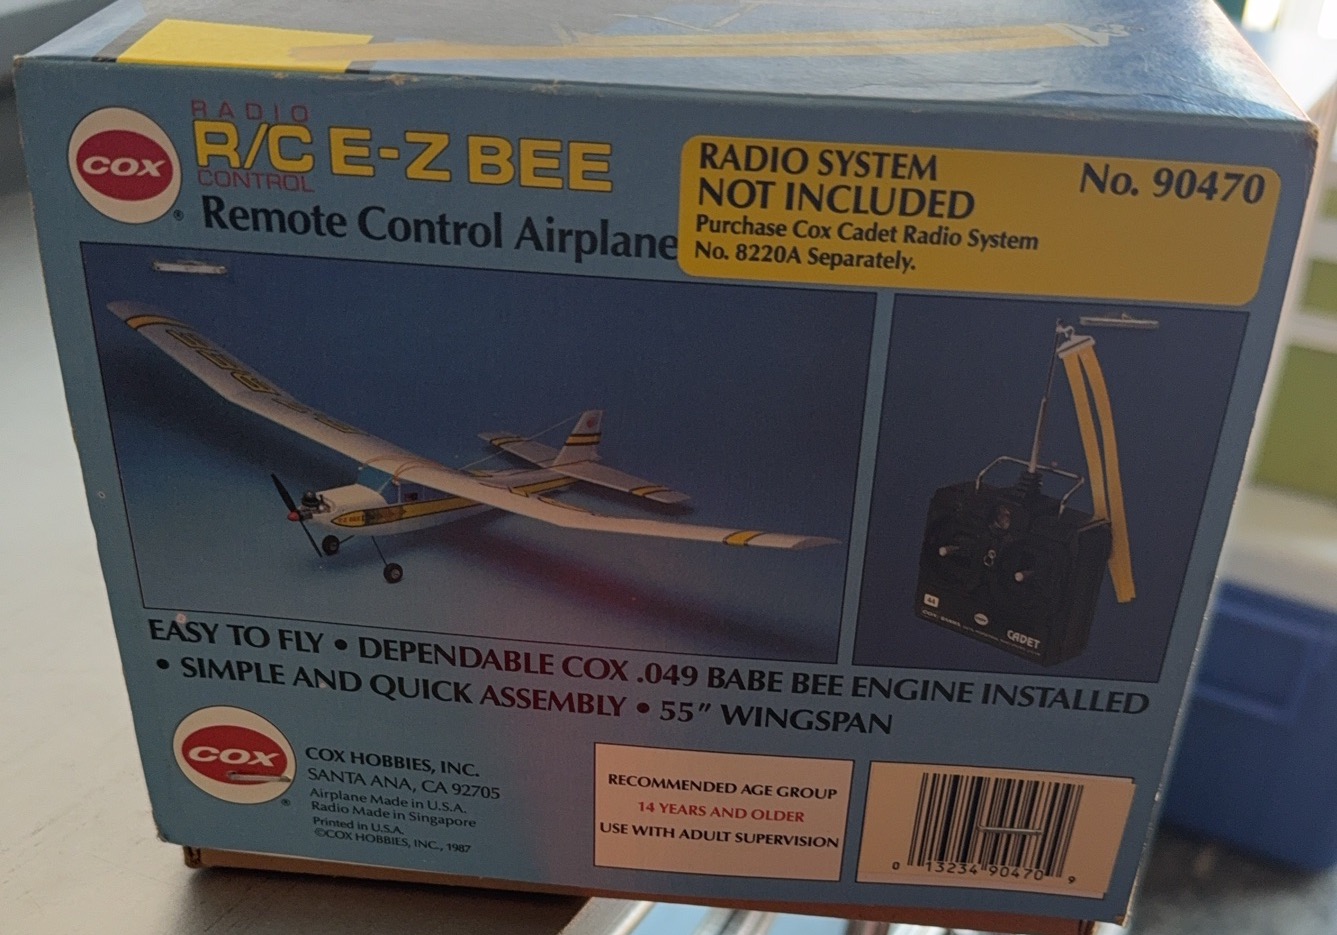 COX
RADIO
R/C E-Z BEE
CONTROL
®
Remote Control Airplane
RADIO SYSTEM
NOT INCLUDED
Purchase Cox Cadet Radio System
No. 8220A Separately.
No. 90470
CADET
EASY TO FLY • DEPENDABLE COX .049 BABE BEE ENGINE INSTALLED
• SIMPLE AND QUICK ASSEMBLY • 55" WINGSPAN
COX
®
COX HOBBIES, INC.
SANTA ANA, CA 92705
Airplane Made in U.S.A.
Radio Made in Singapore
Printed in U.S.A.
©COX HOBBIES, INC., 1987
RECOMMENDED AGE GROUP
14 YEARS AND OLDER
USE WITH ADULT SUPERVISION
0 13234 90470 9